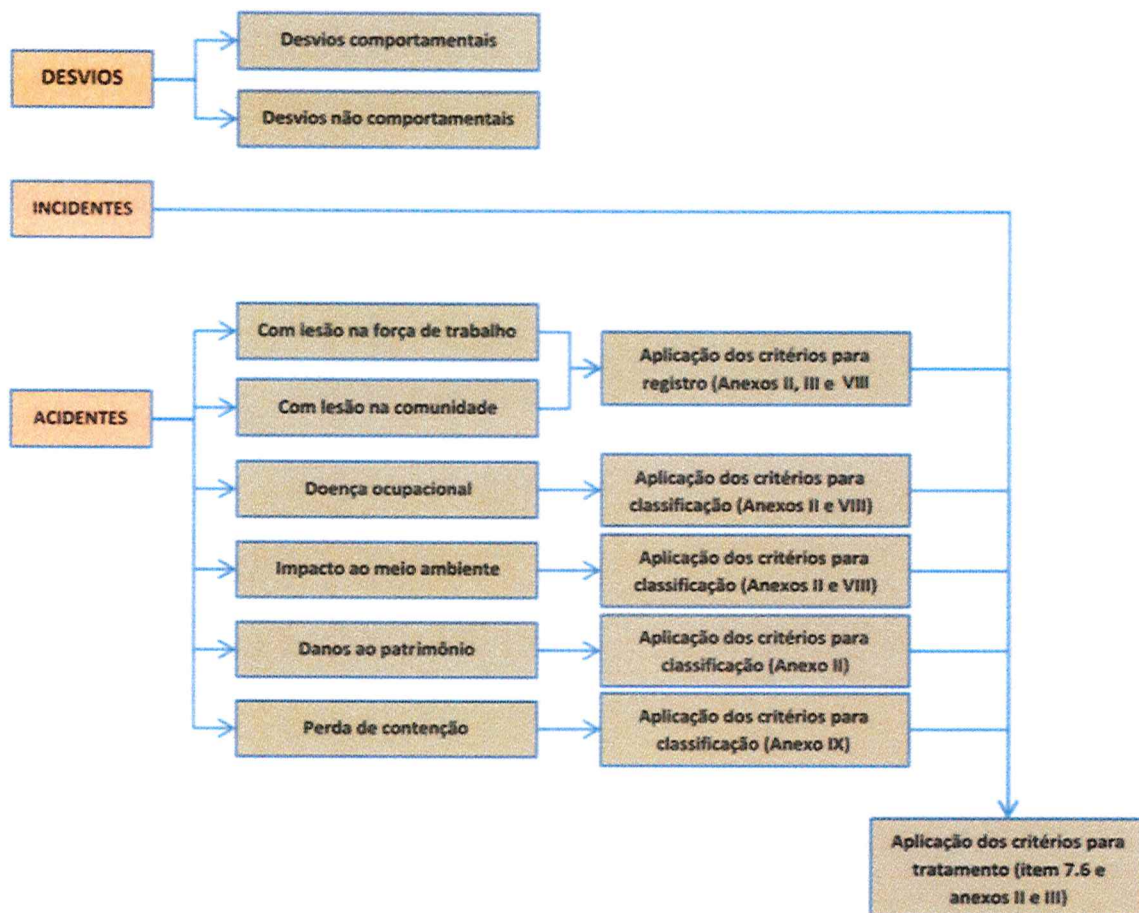 Desvios comportamentais
DESVIOS
Desvios não comportamentais
INCIDENTES
Com lesão na força de trabalho
Aplicação dos critérios para
registro (Anexos II, III e VIII
Com lesão na comunidade
ACIDENTES
Doença ocupacional
Aplicação dos critérios para
classificação (Anexos II e VIII)
Impacto ao meio ambiente
Aplicação dos critérios para
classificação (Anexos II e VIII)
Danos ao patrimônio
Aplicação dos critérios para
classificação (Anexo II)
Perda de contenção
Aplicação dos critérios para
classificação (Anexo IX)
Aplicação dos critérios para
tratamento (item 7.6 e
anexos II e III)